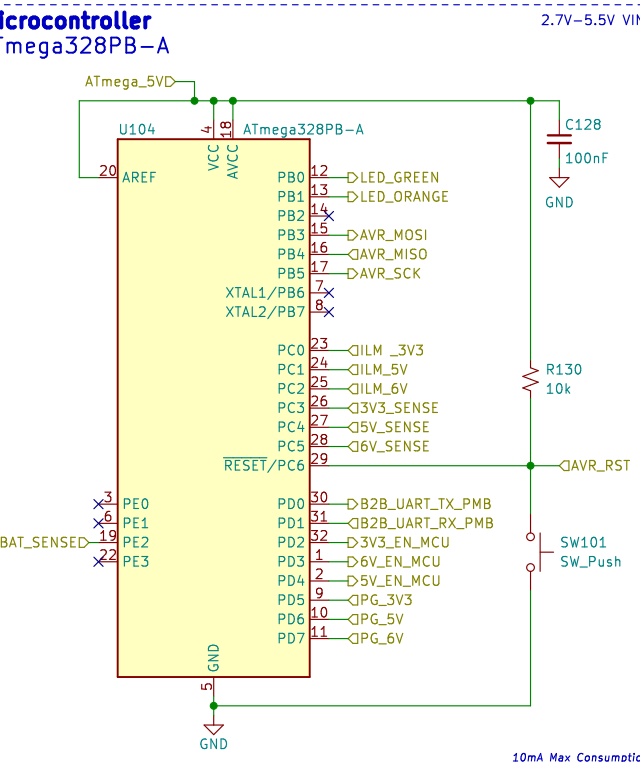 icrocontroller
2.7V-5.5V VIN
Tmega328PB-A
ATmega_5V
U104
4
18
ATmega328PB-A
C128
100nF
GND
VCC
AVCC
20 AREF
PB0 12 LED_GREEN
PB1 13 LED_ORANGE
PB2 14
PB3 15 AVR_MOSI
PB4 16 AVR_MISO
PB5 17 AVR_SCK
XTAL1/PB6 7
XTAL2/PB7 8
PC0 23 ILM _3V3
PC1 24 ILM_5V
PC2 25 ILM_6V
R130
10k
PC3 26 3V3_SENSE
PC4 27 5V_SENSE
PC5 28 6V_SENSE
RESET/PC6 29
AVR_RST
3 PE0
PD0 30 B2B_UART_TX_PMB
6 PE1
PD1 31 B2B_UART_RX_PMB
BAT_SENSE 19 PE2
PD2 32 3V3_EN_MCU
22 PE3
PD3 1 6V_EN_MCU
PD4 2 5V_EN_MCU
SW101
SW_Push
PD5 9 PG_3V3
PD6 10 PG_5V
PD7 11 PG_6V
GND
5
GND
10mA Max Consumptio